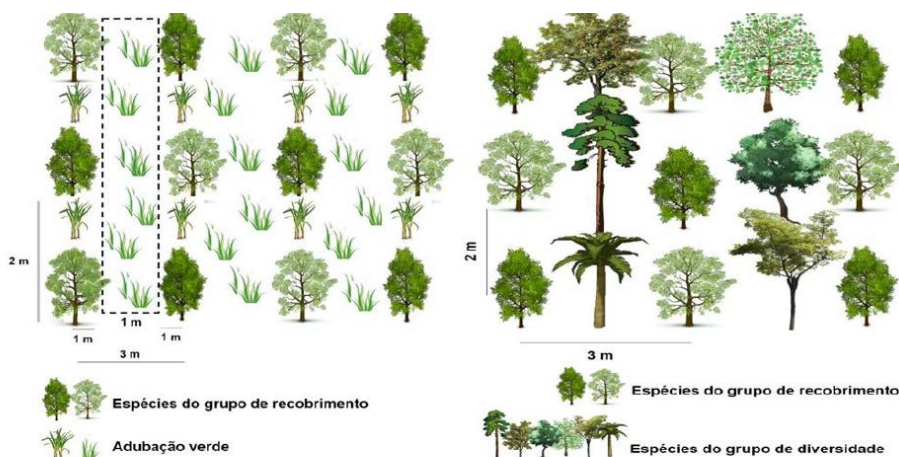 2 m
1 m
1 m
1 m
3 m
Espécies do grupo de recobrimento
Adubação verde
2 m
3 m
Espécies do grupo de recobrimento
Espécies do grupo de diversidade